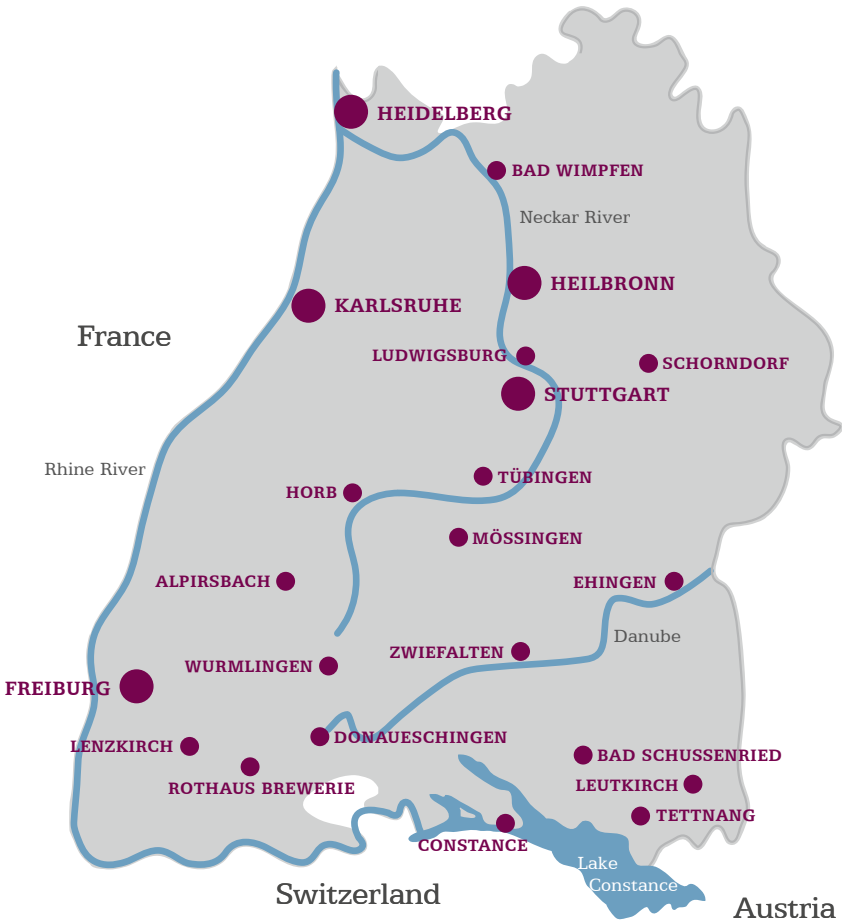 HEIDELBERG
BAD WIMPFEN
Neckar River
HEILBRONN
KARLSRUHE
France
LUDWIGSBURG
SCHORNDORF
STUTTGART
Rhine River
TÜBINGEN
HORB
MÖSSINGEN
ALPIRSBACH
EHINGEN
Danube
ZWIEFALTEN
WURMLINGEN
FREIBURG
DONAUESCHINGEN
LENZKIRCH
BAD SCHUSSENRIED
LEUTKIRCH
ROTHAUS BREWERIE
TETTNANG
CONSTANCE
Lake
Constance
Switzerland
Austria